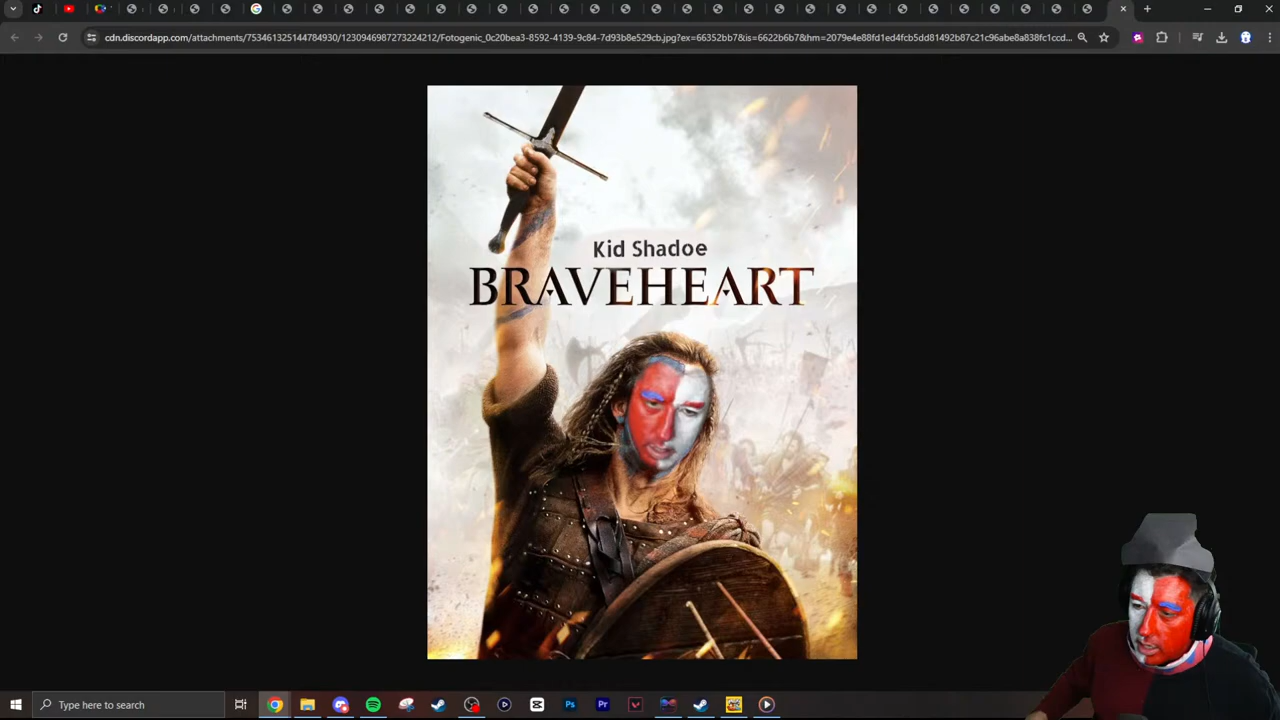 cdn.discordapp.com/attachments/753461325144784930/1230946987273224212/Fotogenic_0c20bea3-8592-4139-9c84-7d93b8e529cb.jpg?ex=66352bb7&is=6622b6b7&hm=2079e4e88fd1ed4fcb5dd81492b87c21c96abe8a838fc1ccd...
Kid Shadoe
BRAVEHEART
Type here to search